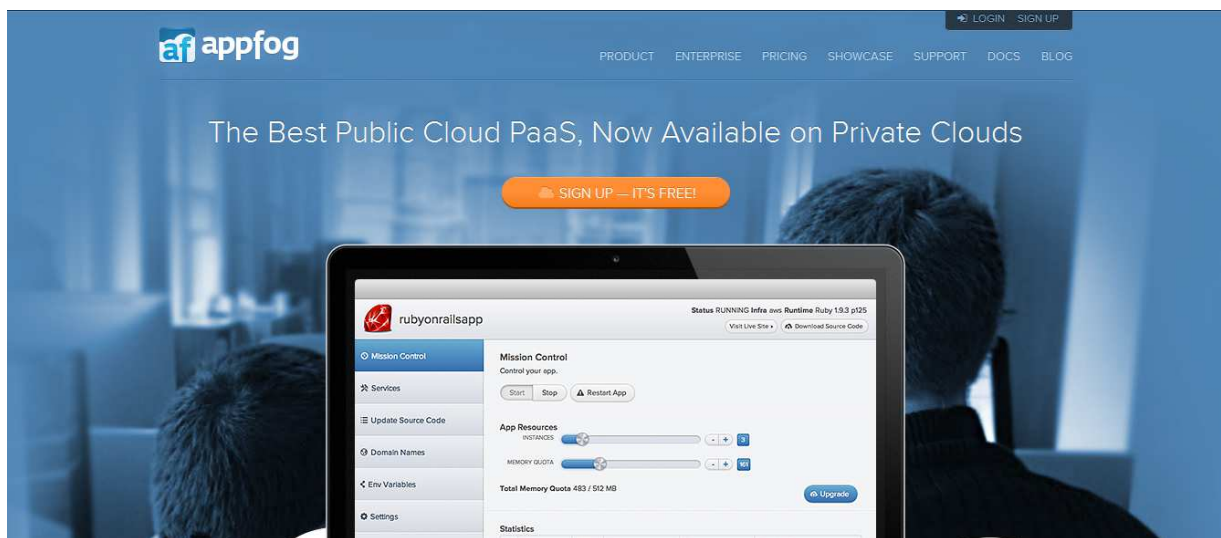 LOGIN SIGN UP
af appfog
PRODUCT ENTERPRISE PRICING SHOWCASE SUPPORT DOCS BLOG
The Best Public Cloud PaaS, Now Available on Private Clouds
SIGN UP — IT'S FREE!
rubyonrailsapp
Status RUNNING Infra aws Runtime Ruby 1.9.3 p125
Visit Live Site Download Source Code
Mission Control
Services
Update Source Code
Domain Names
Env Variables
Settings
Mission Control
Control your app.
Start Stop Restart App
App Resources
INSTANCES - + 3
MEMORY QUOTA - + 161
Total Memory Quota 483 / 512 MB
Upgrade
Statistics